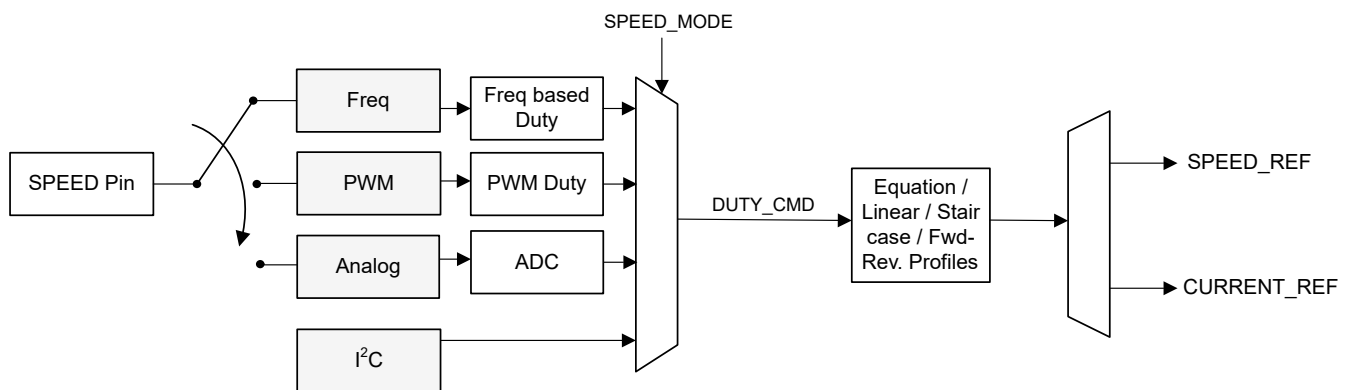 SPEED_MODE
Freq
Freq based
Duty
SPEED Pin
PWM
PWM Duty
Analog
ADC
I²C
DUTY_CMD
Equation /
Linear / Stair
case / Fwd-
Rev. Profiles
SPEED_REF
CURRENT_REF